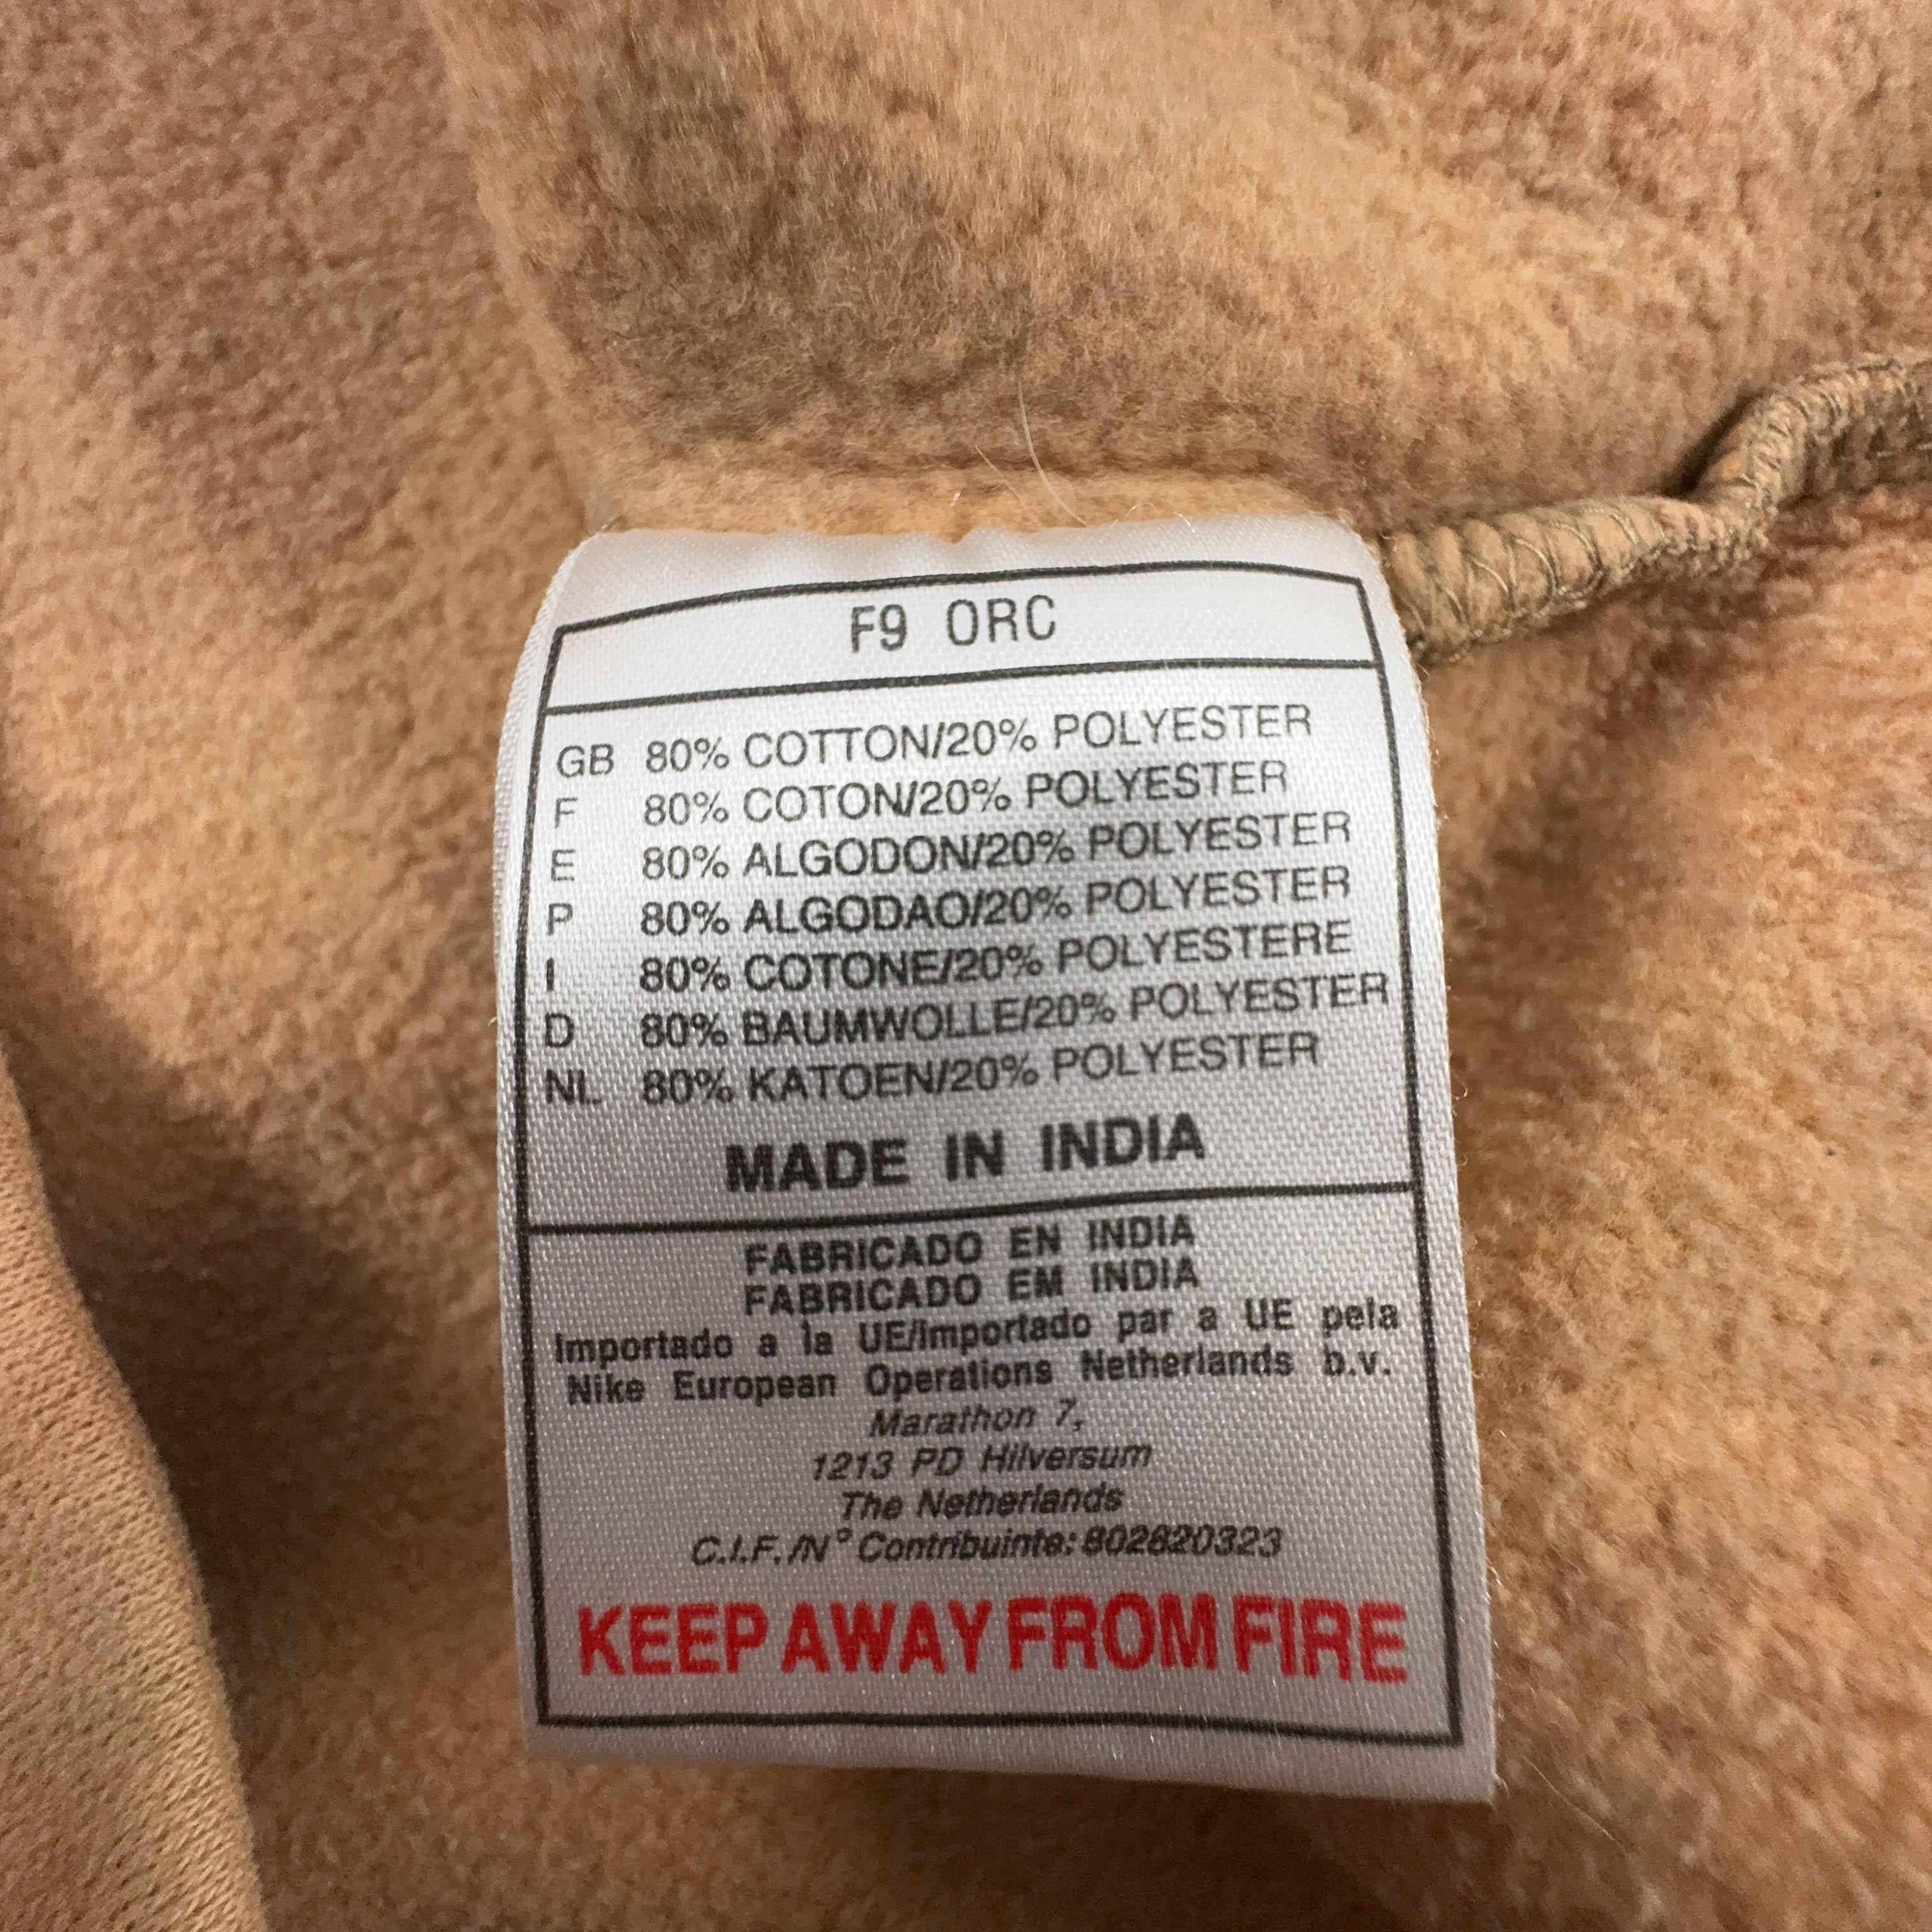 F9 ORC
GB 80% COTTON/20% POLYESTER
F 80% COTON/20% POLYESTER
E 80% ALGODON/20% POLYESTER
P 80% ALGODAO/20% POLYESTER
I 80% COTONE/20% POLYESTERE
D 80% BAUMWOLLE/20% POLYESTER
NL 80% KATOEN/20% POLYESTER
MADE IN INDIA
FABRICADO EN INDIA
FABRICADO EM INDIA
Importado a la UE/Importado par a UE pela
Nike European Operations Netherlands b.v.
Marathon 7,
1213 PD Hilversum
The Netherlands
C.I.F./N° Contribuinte: 802620323
KEEP AWAY FROM FIRE